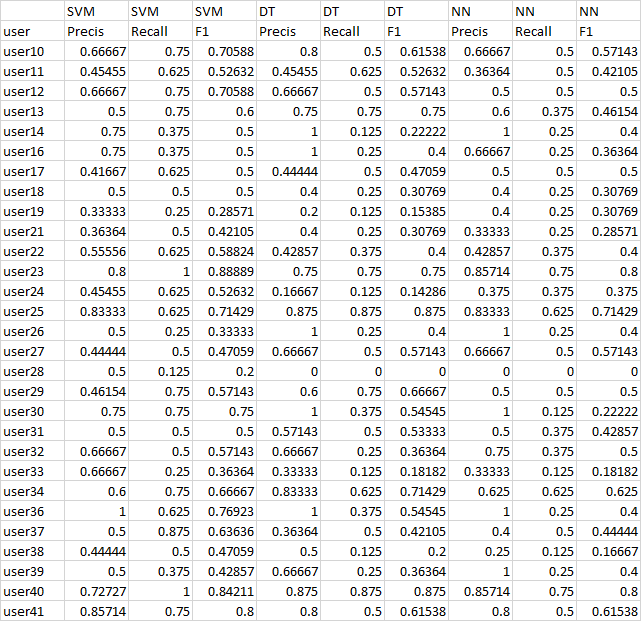 SVM SVM SVM DT DT DT NN NN NN
user Precis Recall F1 Precis Recall F1 Precis Recall F1
user10 0.66667 0.75 0.70588 0.8 0.5 0.61538 0.66667 0.5 0.57143
user11 0.45455 0.625 0.52632 0.45455 0.625 0.52632 0.36364 0.5 0.42105
user12 0.66667 0.75 0.70588 0.66667 0.5 0.57143 0.5 0.5 0.5
user13 0.5 0.75 0.6 0.75 0.75 0.75 0.6 0.375 0.46154
user14 0.75 0.375 0.5 1 0.125 0.22222 1 0.25 0.4
user16 0.75 0.375 0.5 1 0.25 0.4 0.66667 0.25 0.36364
user17 0.41667 0.625 0.5 0.44444 0.5 0.47059 0.5 0.5 0.5
user18 0.5 0.5 0.5 0.4 0.25 0.30769 0.4 0.25 0.30769
user19 0.33333 0.25 0.28571 0.2 0.125 0.15385 0.4 0.25 0.30769
user21 0.36364 0.5 0.42105 0.4 0.25 0.30769 0.33333 0.25 0.28571
user22 0.55556 0.625 0.58824 0.42857 0.375 0.4 0.42857 0.375 0.4
user23 0.8 1 0.88889 0.75 0.75 0.75 0.85714 0.75 0.8
user24 0.45455 0.625 0.52632 0.16667 0.125 0.14286 0.375 0.375 0.375
user25 0.83333 0.625 0.71429 0.875 0.875 0.875 0.83333 0.625 0.71429
user26 0.5 0.25 0.33333 1 0.25 0.4 1 0.25 0.4
user27 0.44444 0.5 0.47059 0.66667 0.5 0.57143 0.66667 0.5 0.57143
user28 0.5 0.125 0.2 0 0 0 0 0 0
user29 0.46154 0.75 0.57143 0.6 0.75 0.66667 0.5 0.5 0.5
user30 0.75 0.75 0.75 1 0.375 0.54545 1 0.125 0.22222
user31 0.5 0.5 0.5 0.57143 0.5 0.53333 0.5 0.375 0.42857
user32 0.66667 0.5 0.57143 0.66667 0.25 0.36364 0.75 0.375 0.5
user33 0.66667 0.25 0.36364 0.33333 0.125 0.18182 0.33333 0.125 0.18182
user34 0.6 0.75 0.66667 0.83333 0.625 0.71429 0.625 0.625 0.625
user36 1 0.625 0.76923 1 0.375 0.54545 1 0.25 0.4
user37 0.5 0.875 0.63636 0.36364 0.5 0.42105 0.4 0.5 0.44444
user38 0.44444 0.5 0.47059 0.5 0.125 0.2 0.25 0.125 0.16667
user39 0.5 0.375 0.42857 0.66667 0.25 0.36364 1 0.25 0.4
user40 0.72727 1 0.84211 0.875 0.875 0.875 0.85714 0.75 0.8
user41 0.85714 0.75 0.8 0.8 0.5 0.61538 0.8 0.5 0.61538